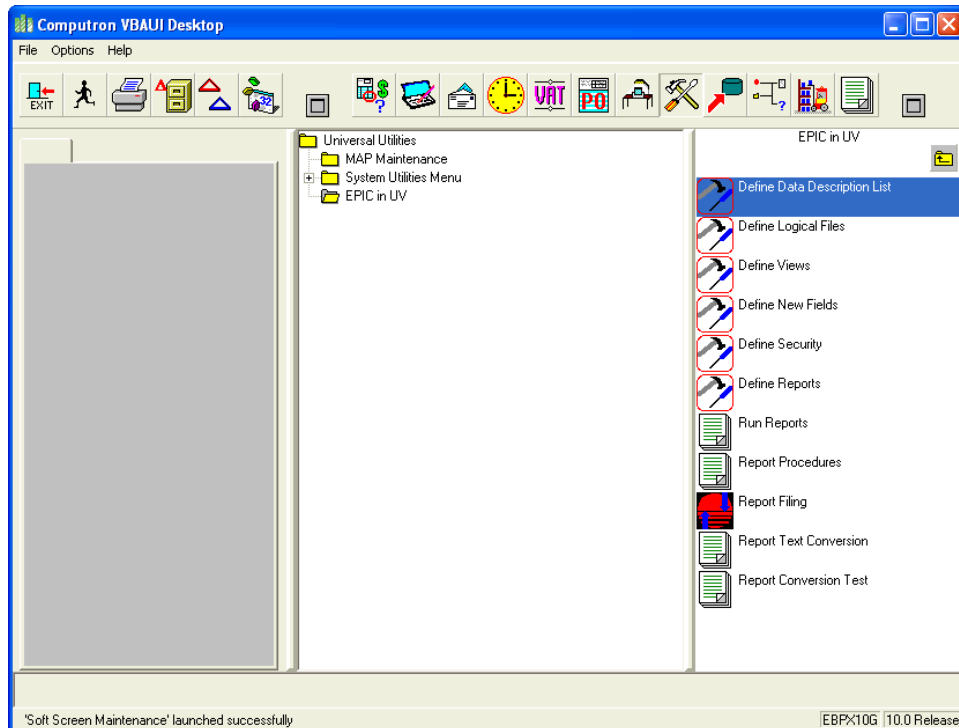 Computron VBAUI Desktop
File Options Help
EXIT
32
$
?
VAT
PO
?
Universal Utilities
MAP Maintenance
System Utilities Menu
EPIC in UV
EPIC in UV
Define Data Description List
Define Logical Files
Define Views
Define New Fields
Define Security
Define Reports
Run Reports
Report Procedures
Report Filing
Report Text Conversion
Report Conversion Test
'Soft Screen Maintenance' launched successfully
EBPX10G 10.0 Release